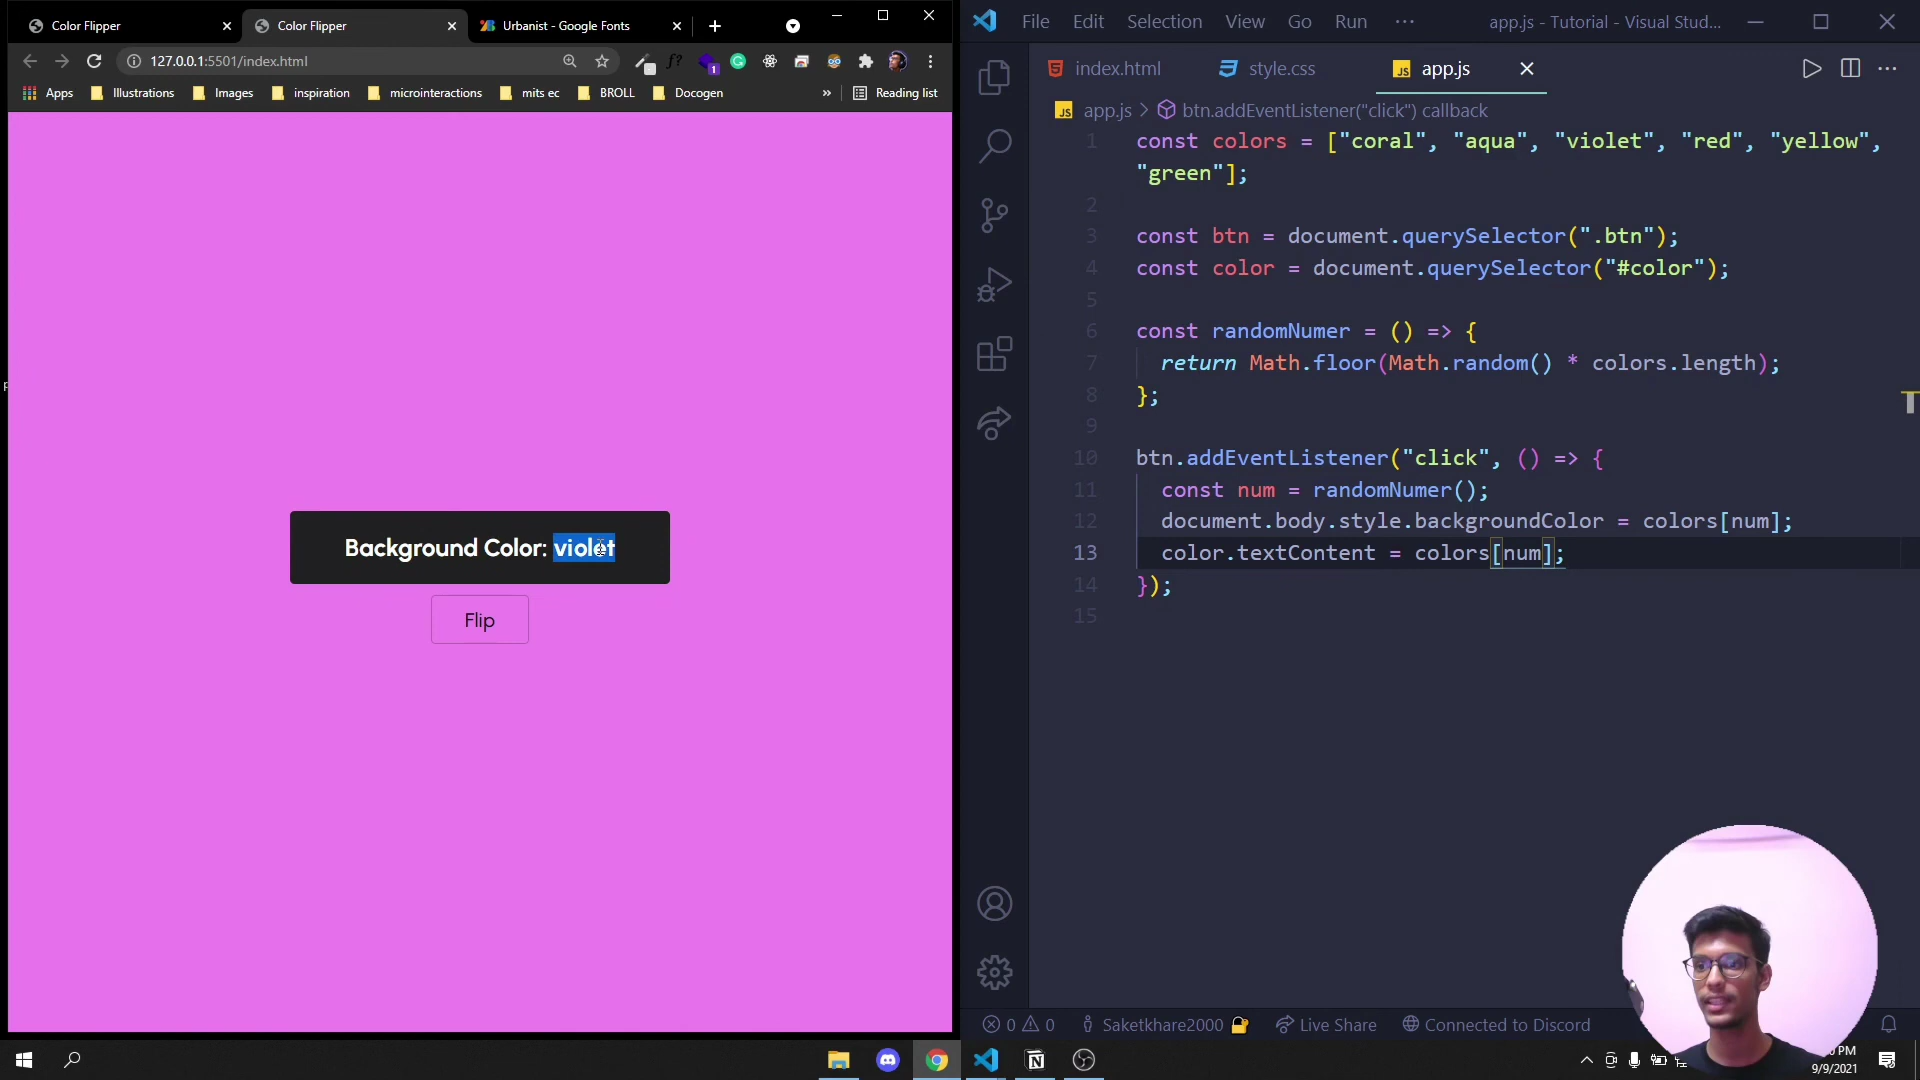 Color Flipper
Color Flipper
Urbanist - Google Fonts
127.0.0.1:5501/index.html
f?
1
Apps
Illustrations
Images
inspiration
microinteractions
mits ec
BROLL
Docogen
»
Reading list
Background Color: violet
Flip
File Edit Selection View Go Run ···
app.js - Tutorial - Visual Stud...
index.html
style.css
JS app.js
JS app.js > btn.addEventListener("click") callback
1 const colors = ["coral", "aqua", "violet", "red", "yellow",
"green"];
2
3 const btn = document.querySelector(".btn");
4 const color = document.querySelector("#color");
5
6 const randomNumer = () => {
7 return Math.floor(Math.random() * colors.length);
8 };
9
10 btn.addEventListener("click", () => {
11 const num = randomNumer();
12 document.body.style.backgroundColor = colors[num];
13 color.textContent = colors[num];
14 });
15
0 0 Saketkhare2000 Live Share Connected to Discord
PM
9/9/2021